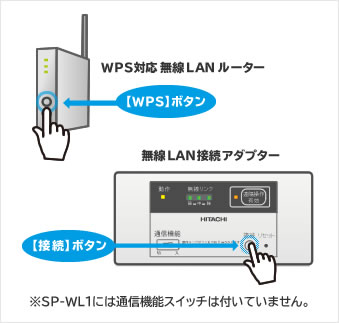 WPS対応 無線LAN ルーター
【WPS】ボタン
無線LAN接続アダプター
動作
無線リンク
遠隔操作
HITACHI
通信機能
接続 リセット
切 入
【接続】ボタン
※SP-WL1には通信機能スイッチは付いていません。